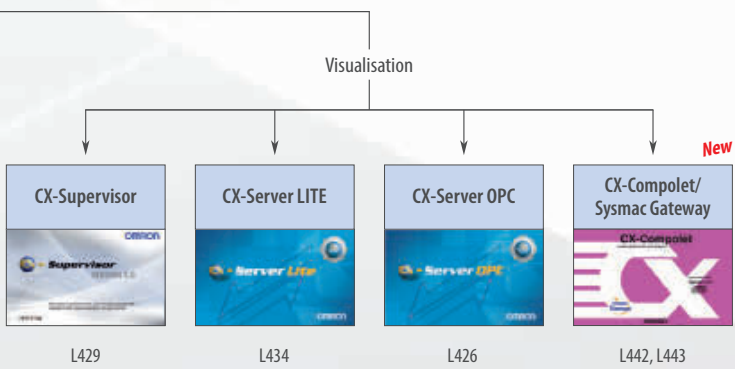 Visualisation
New
CX-Supervisor
CX-Server LITE
CX-Server OPC
CX-Compolet/
Sysmac Gateway
OMRON
Supervisor
Server Lite
OMRON
Server OPC
OMRON
CX-Compolet
CX
L429
L434
L426
L442, L443